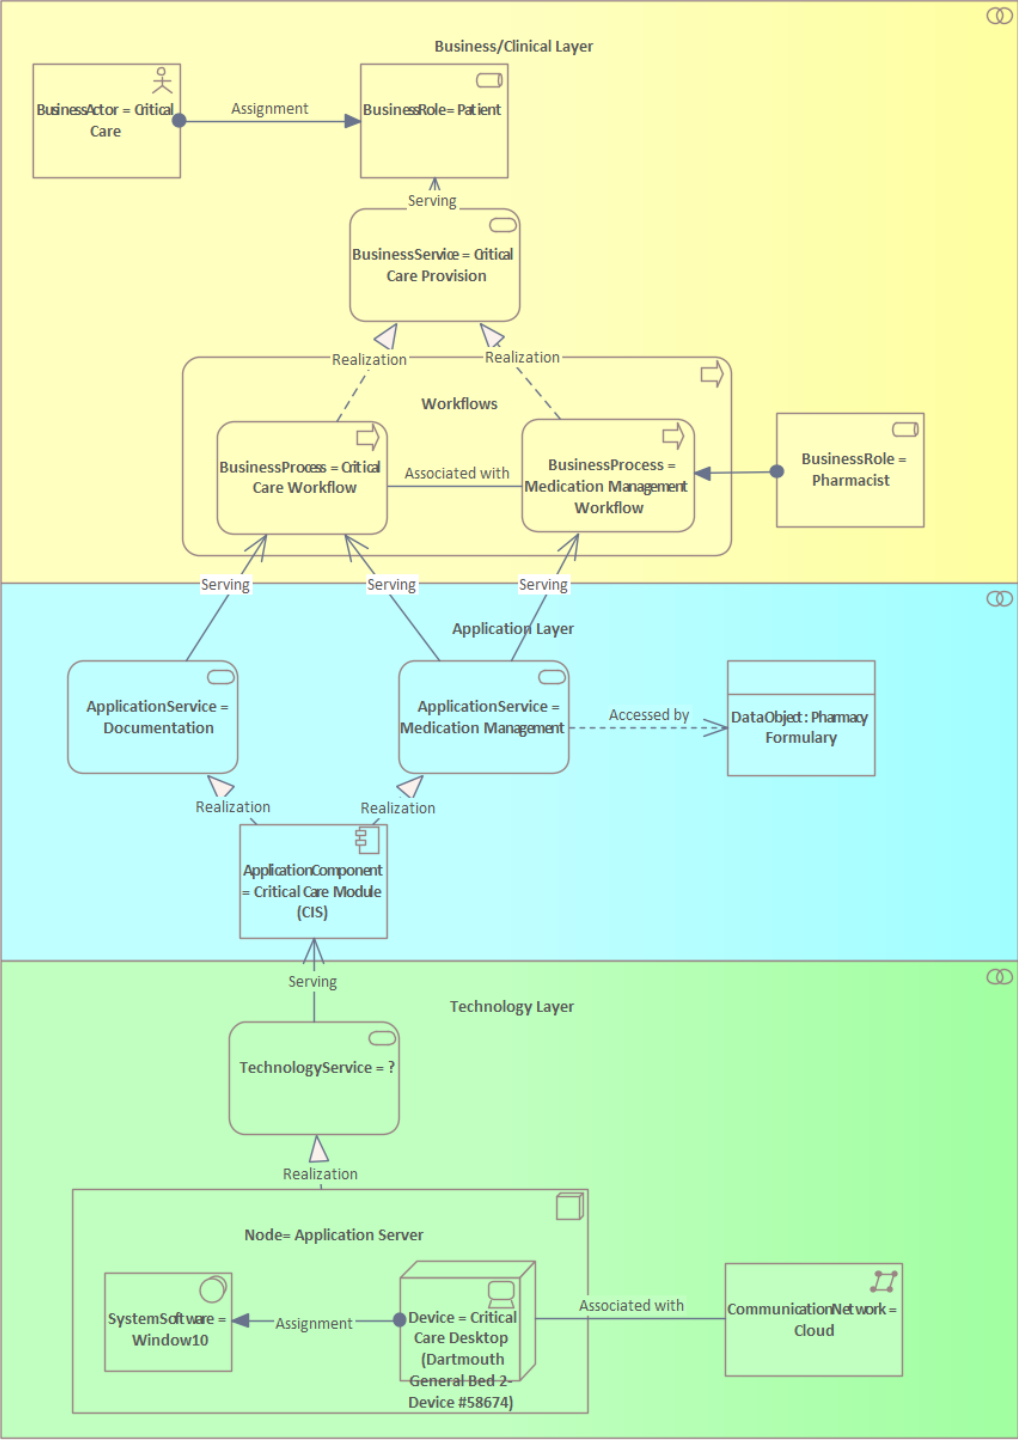 Business/Clinical Layer
BusinessActor = Critical
Care
Assignment
BusinessRole= Patient
Serving
BusinessService = Critical
Care Provision
Realization
Realization
Workflows
BusinessProcess = Critical
Care Workflow
Associated with
BusinessProcess =
Medication Management
Workflow
BusinessRole =
Pharmacist
Serving
Serving
Serving
Application Layer
ApplicationService =
Documentation
ApplicationService =
Medication Management
Accessed by
DataObject: Pharmacy
Formulary
Realization
Realization
ApplicationComponent
= Critical Care Module
(CIS)
Serving
Technology Layer
TechnologyService = ?
Realization
Node= Application Server
SystemSoftware =
Window10
Assignment
Device = Critical
Care Desktop
(Dartmouth
General Bed 2-
Device #58674)
Associated with
CommunicationNetwork =
Cloud